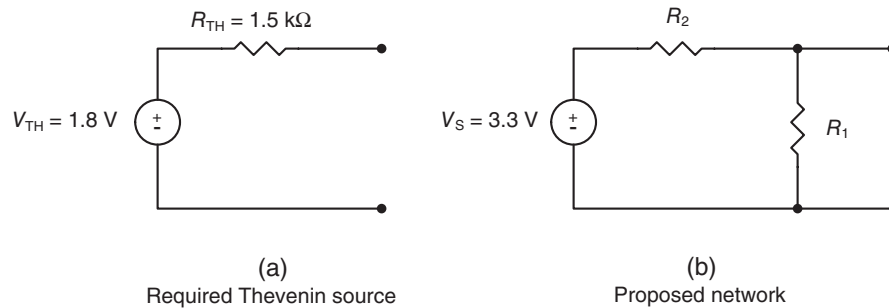 R_TH = 1.5 kΩ
V_TH = 1.8 V
+
-
(a)
Required Thevenin source
R_2
V_S = 3.3 V
+
-
R_1
(b)
Proposed network